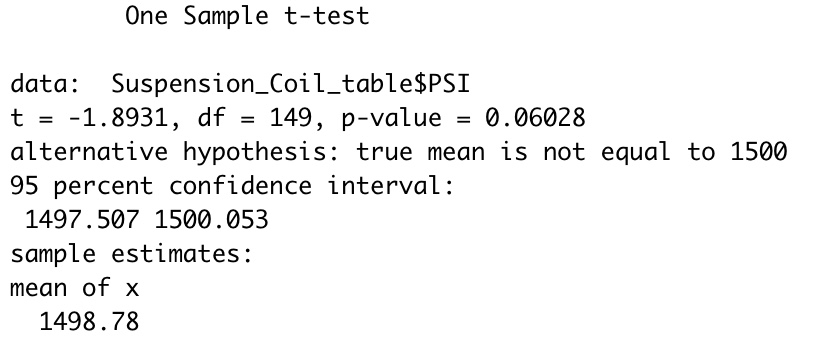 One Sample t-test
data:  Suspension_Coil_table$PSI
t = -1.8931, df = 149, p-value = 0.06028
alternative hypothesis: true mean is not equal to 1500
95 percent confidence interval:
1497.507 1500.053
sample estimates:
mean of x
1498.78